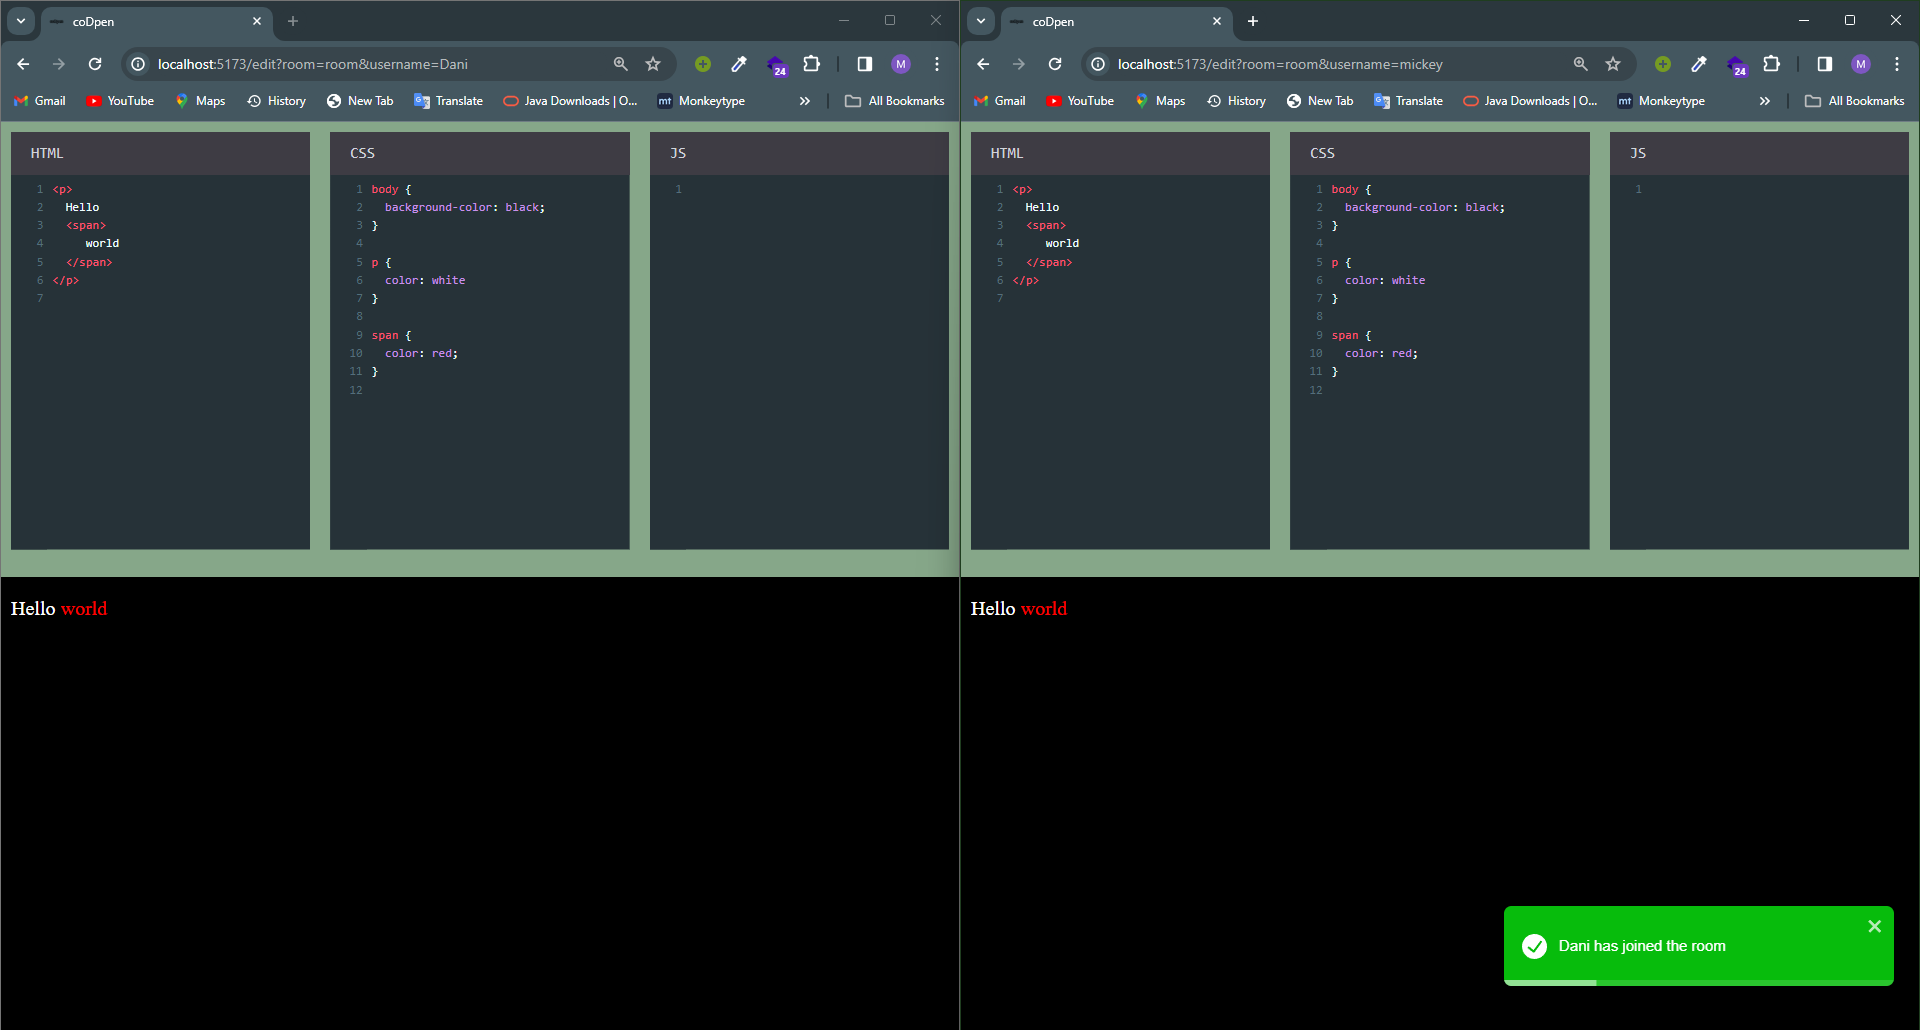 coDpen
localhost:5173/edit?room=room&username=Dani
24
M
Gmail YouTube Maps History New Tab Translate Java Downloads | O... mt Monkeytype » All Bookmarks
HTML
1 <p>
2 Hello
3 <span>
4 world
5 </span>
6 </p>
7
CSS
1 body {
2 background-color: black;
3 }
4
5 p {
6 color: white
7 }
8
9 span {
10 color: red;
11 }
12
JS
1
Hello world
coDpen
localhost:5173/edit?room=room&username=mickey
24
M
Gmail YouTube Maps History New Tab Translate Java Downloads | O... mt Monkeytype » All Bookmarks
HTML
1 <p>
2 Hello
3 <span>
4 world
5 </span>
6 </p>
7
CSS
1 body {
2 background-color: black;
3 }
4
5 p {
6 color: white
7 }
8
9 span {
10 color: red;
11 }
12
JS
1
Hello world
Dani has joined the room